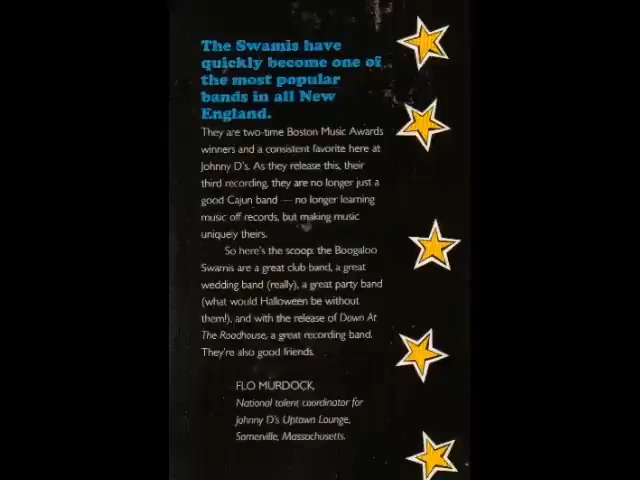 The Swamis have
quickly become one of
the most popular
bands in all New
England.
They are two-time Boston Music Awards
winners and a consistent favorite here at
Johnny D's. As they release this, their
third recording, they are no longer just a
good Cajun band — no longer learning
music off records, but making music
uniquely theirs.
So here's the scoop: the Boogaloo
Swamis are a great club band, a great
wedding band (really), a great party band
(what would Halloween be without
them!), and with the release of Down At
The Roadhouse, a great recording band.
They're also good friends.
FLO MURDOCK,
National talent coordinator for
Johnny D's Uptown Lounge,
Somerville, Massachusetts.